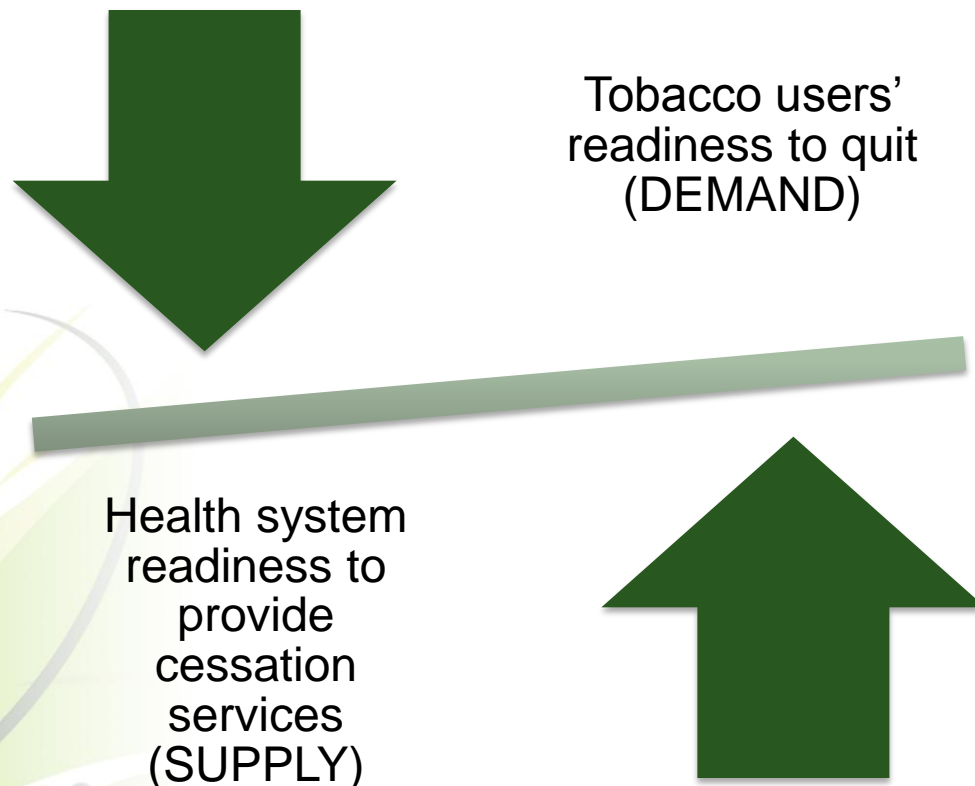 Tobacco users’
readiness to quit
(DEMAND)
Health system
readiness to
provide
cessation
services
(SUPPLY)